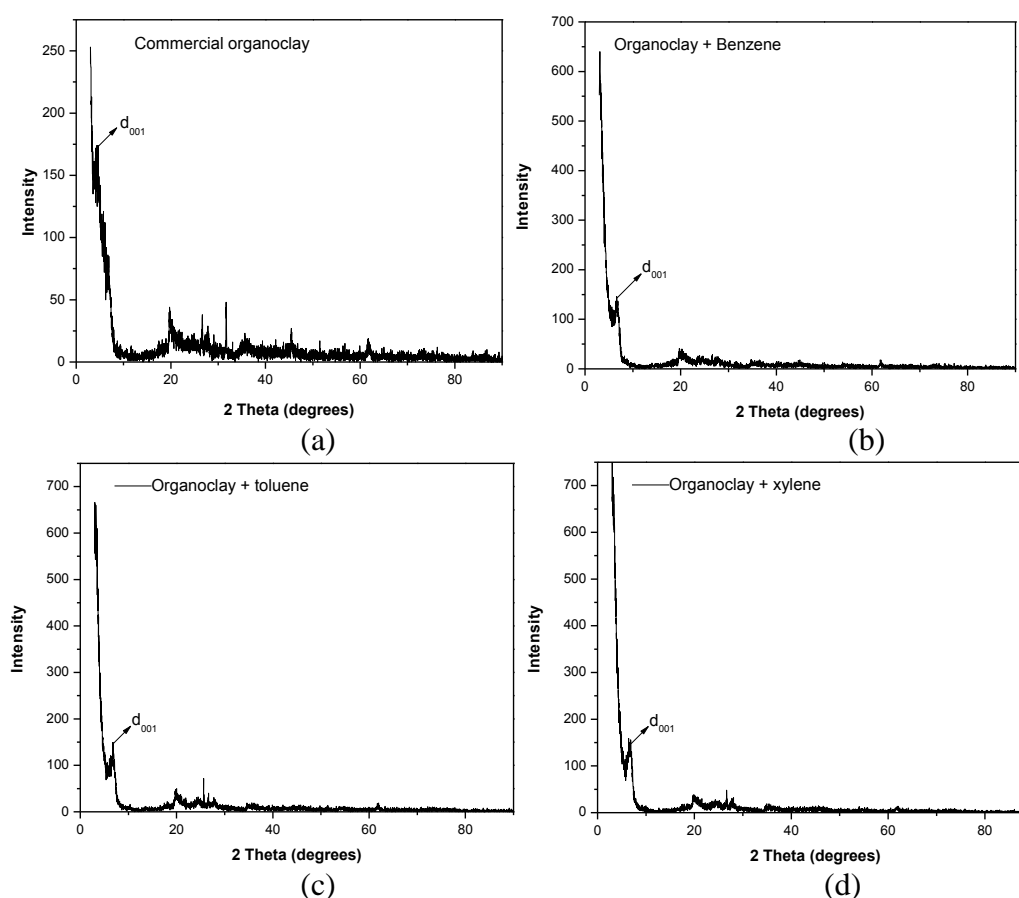 Commercial organoclay
d001
250
200
150
100
50
0
Intensity
0 20 40 60 80
2 Theta (degrees)
(a)
Organoclay + Benzene
d001
700
600
500
400
300
200
100
0
Intensity
0 20 40 60 80
2 Theta (degrees)
(b)
Organoclay + toluene
d001
700
600
500
400
300
200
100
0
Intensity
0 20 40 60 80
2 Theta (degrees)
(c)
Organoclay + xylene
d001
700
600
500
400
300
200
100
0
Intensity
0 20 40 60 80
2 Theta (degrees)
(d)